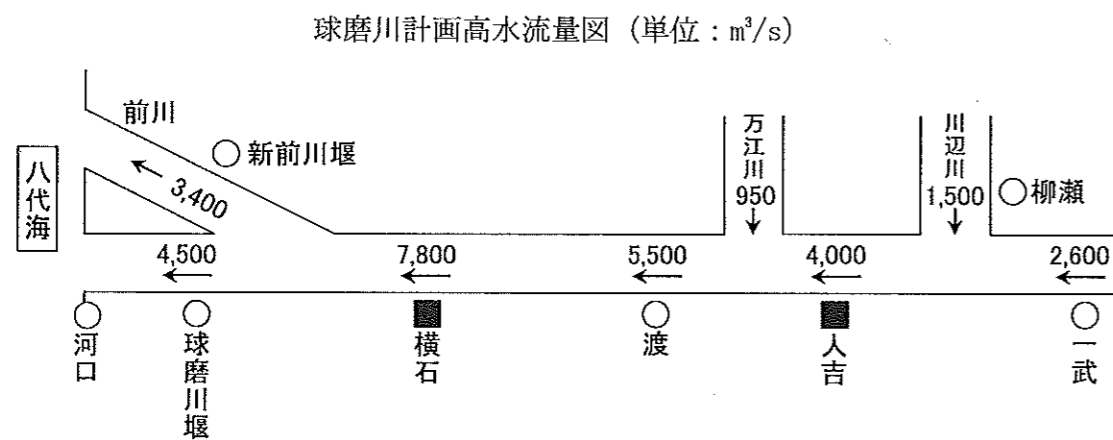 球磨川計画高水流量図（単位：m³/s）
前川
新前川堰
八代海
3,400
万江川
950
川辺川
1,500
柳瀬
4,500
7,800
5,500
4,000
2,600
河口
球磨川堰
横石
渡
人吉
一武